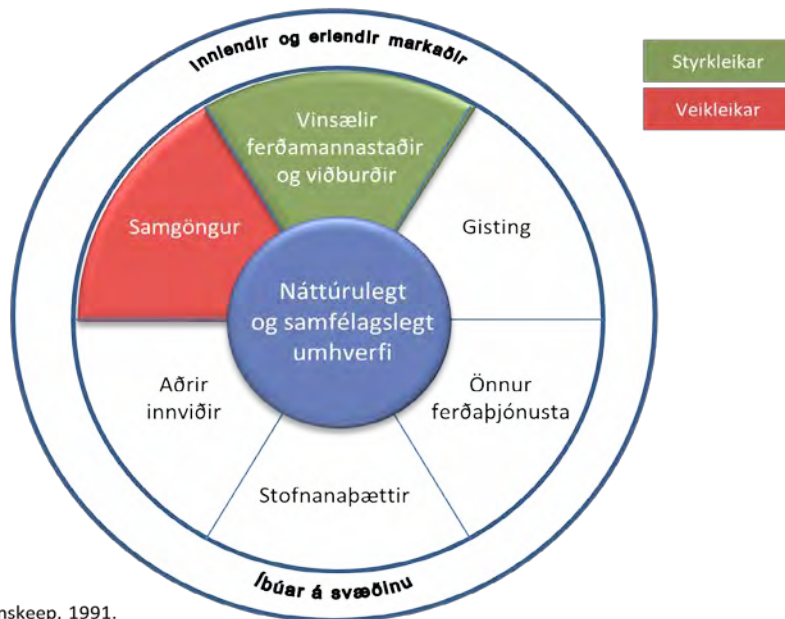 Innlendir og erlendir markaðir
Styrkleikar
Veikleikar
Vinsælir
ferðamannastaðir
og viðburðir
Samgöngur
Gisting
Náttúrulegt
og samfélagslegt
umhverfi
Aðrir
innviðir
Önnur
ferðaþjónusta
Stofnanaþættir
Íbúar á svæðinu
1991.